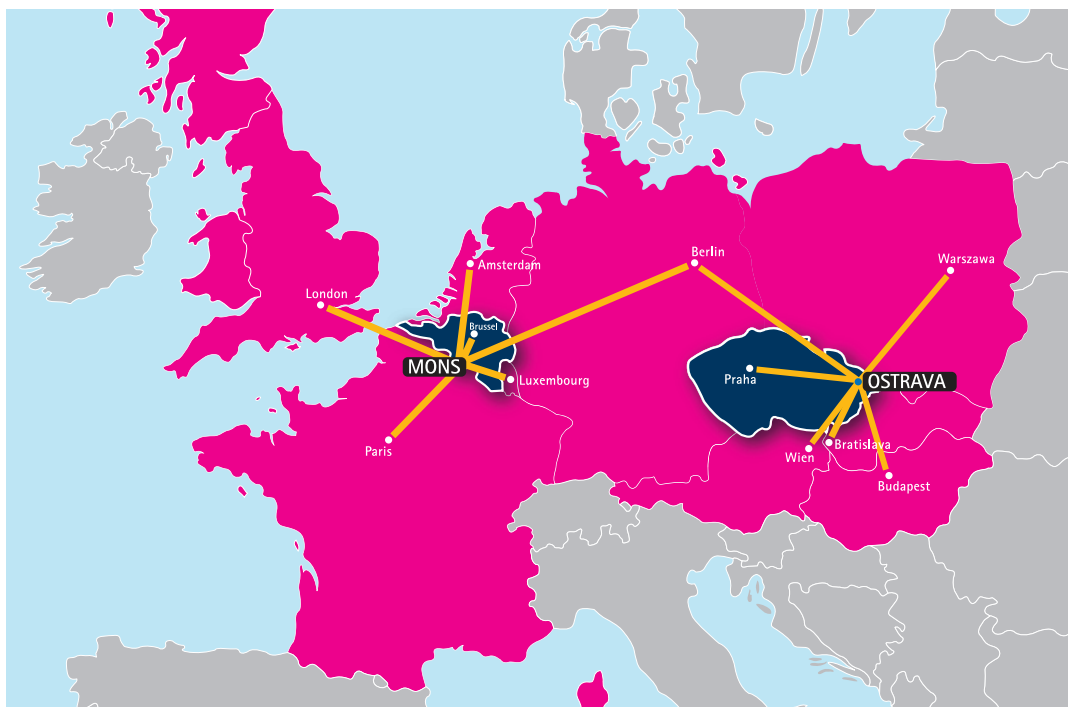 Berlin
Warszawa
Amsterdam
London
Brussel
MONS
Luxembourg
Praha
OSTRAVA
Paris
Wien
Bratislava
Budapest